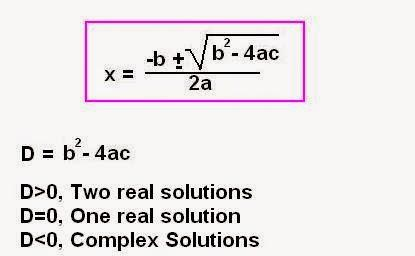 x = -b ± √b² - 4ac / 2a
D = b² - 4ac
D>0, Two real solutions
D=0, One real solution
D<0, Complex Solutions